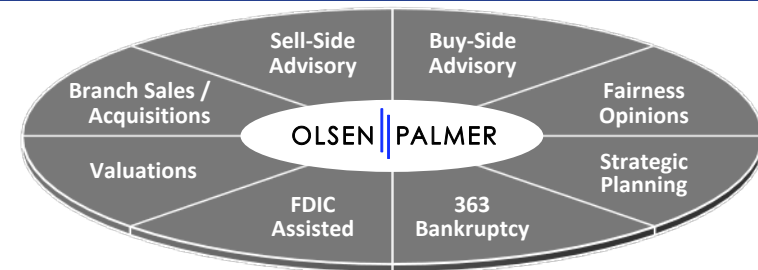 Sell-Side
Advisory
Buy-Side
Advisory
Branch Sales /
Acquisitions
Fairness
Opinions
OLSEN PALMER
Valuations
Strategic
Planning
FDIC
Assisted
363
Bankruptcy